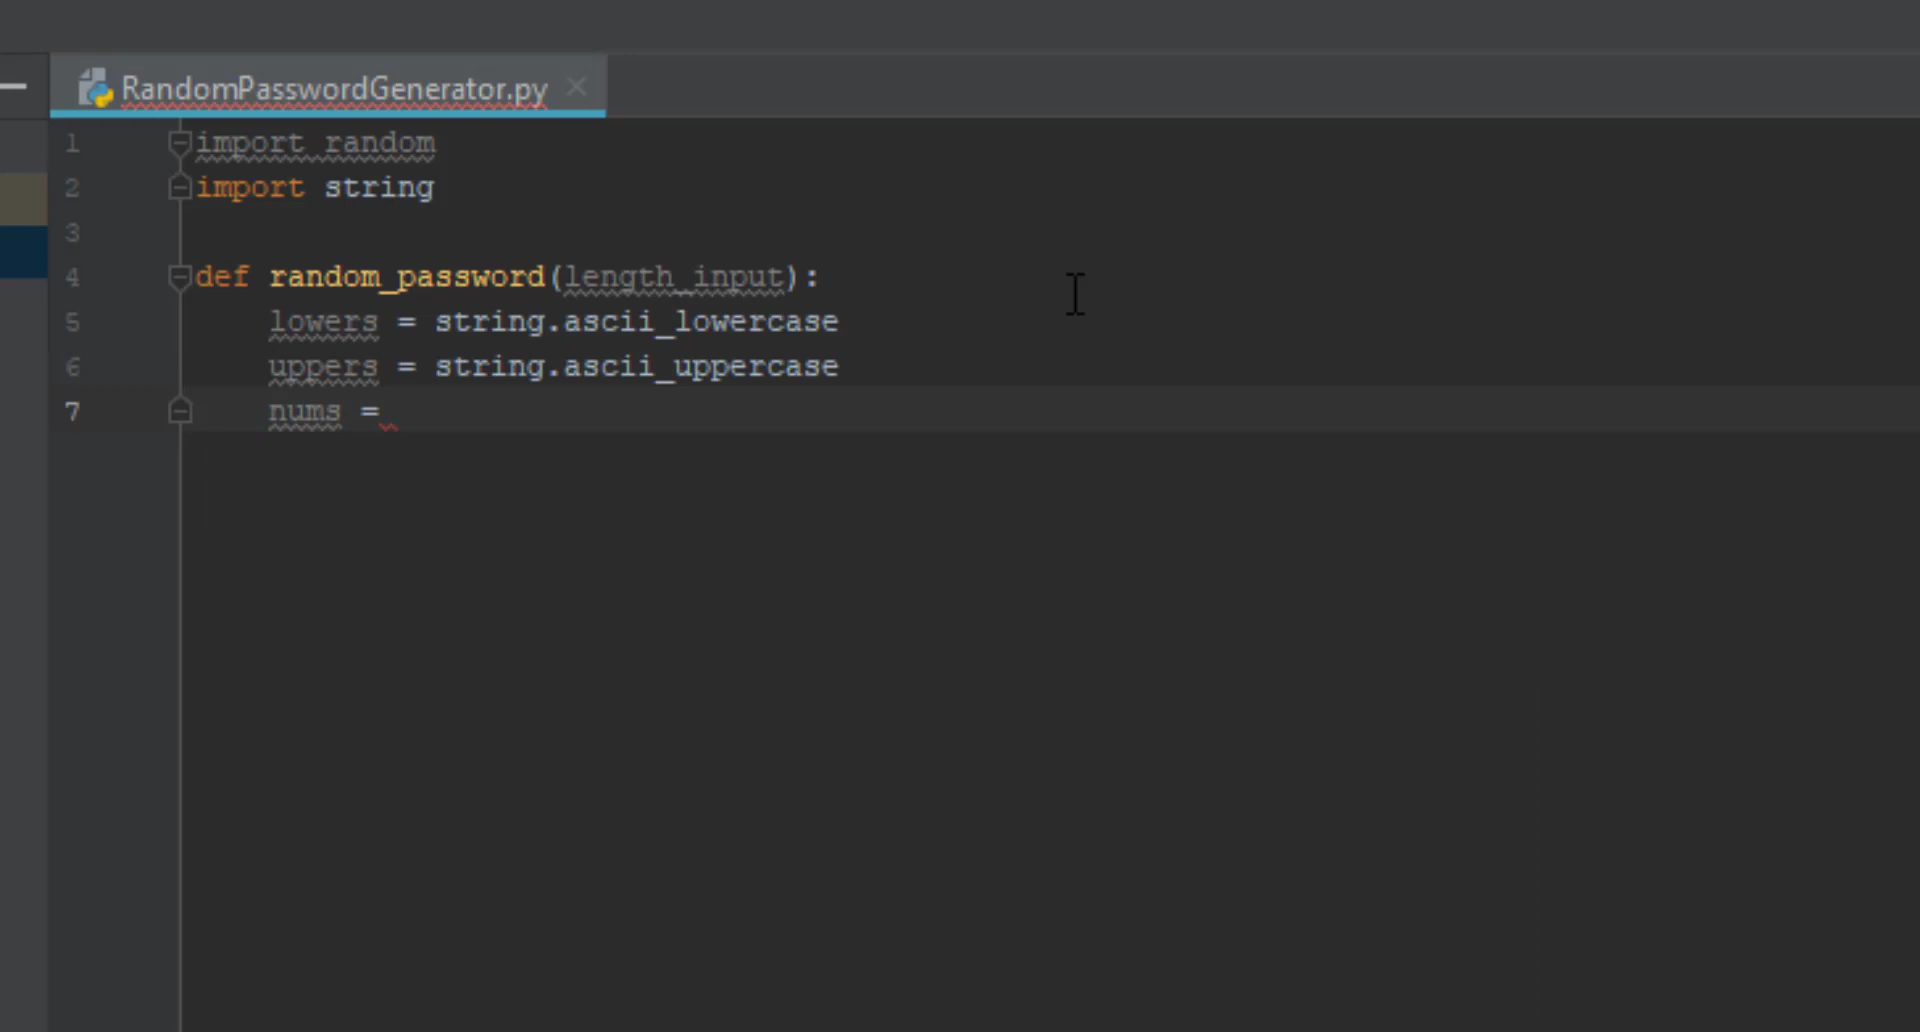 RandomPasswordGenerator.py
1 import random
2 import string
3
4 def random_password(length_input):
5 lowers = string.ascii_lowercase
6 uppers = string.ascii_uppercase
7 nums =